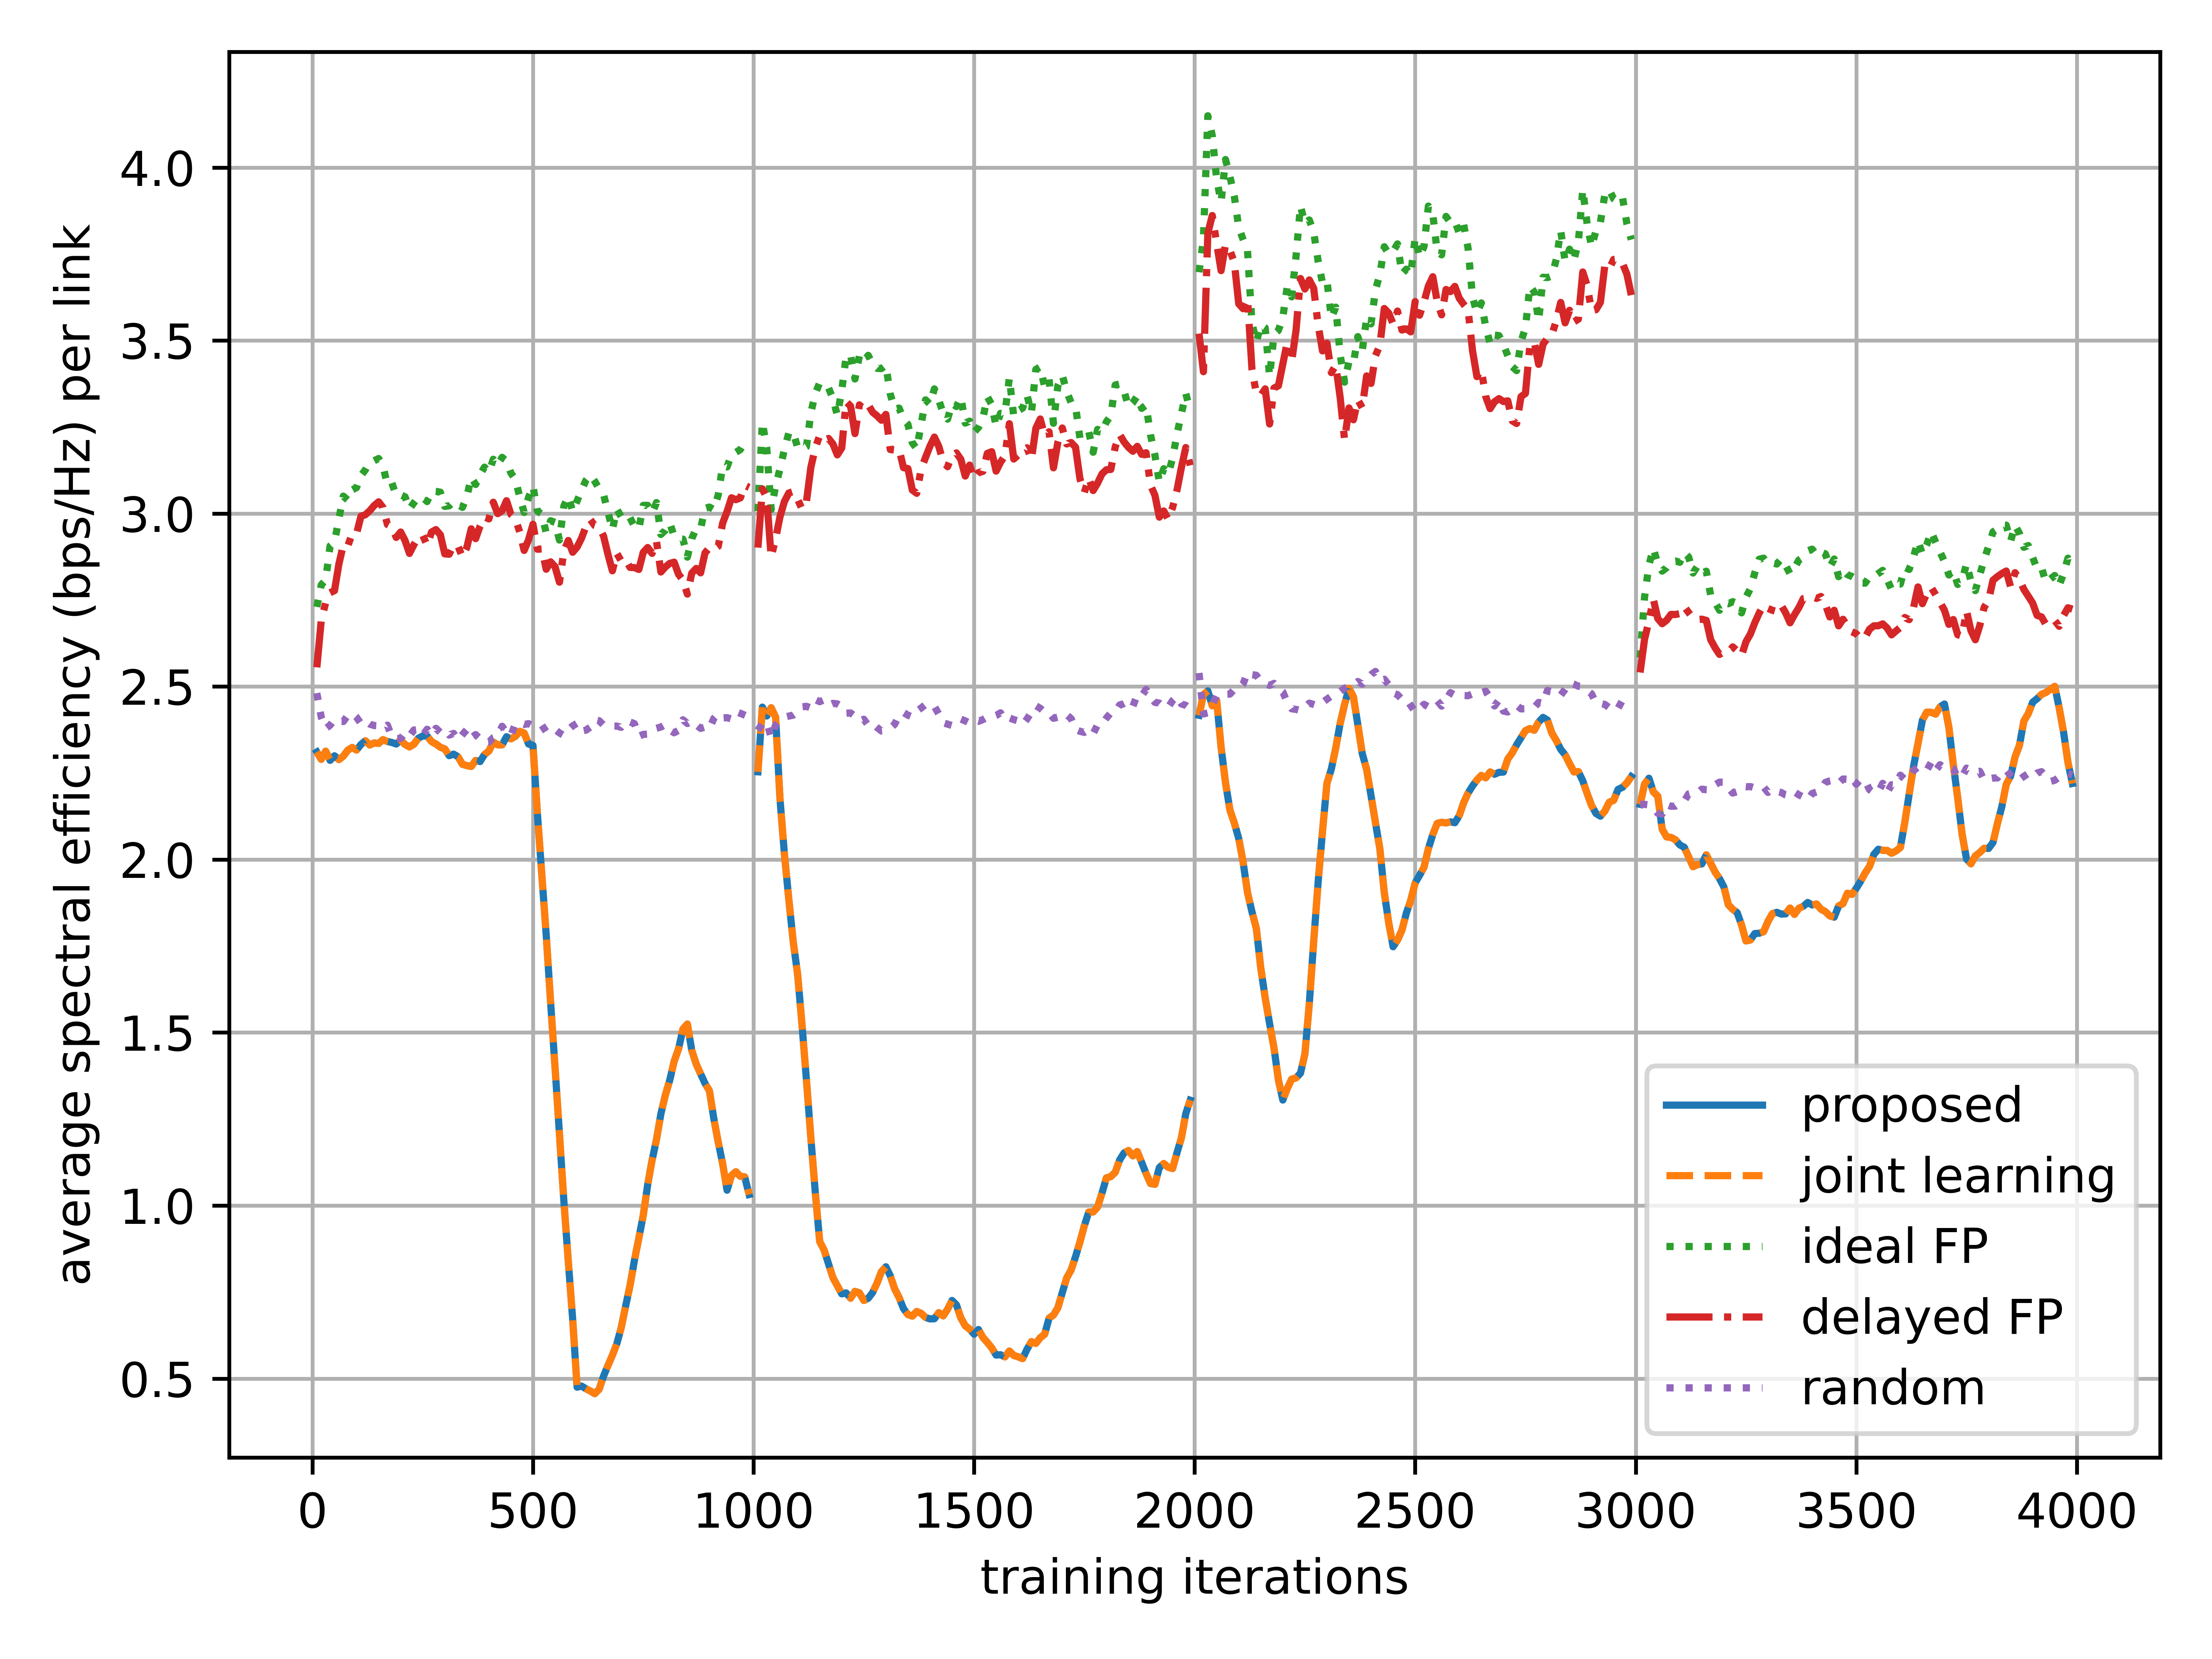 average spectral efficiency (bps/Hz) per link
4.0
3.5
3.0
2.5
2.0
1.5
1.0
0.5
0 500 1000 1500 2000 2500 3000 3500 4000
training iterations
proposed
joint learning
ideal FP
delayed FP
random